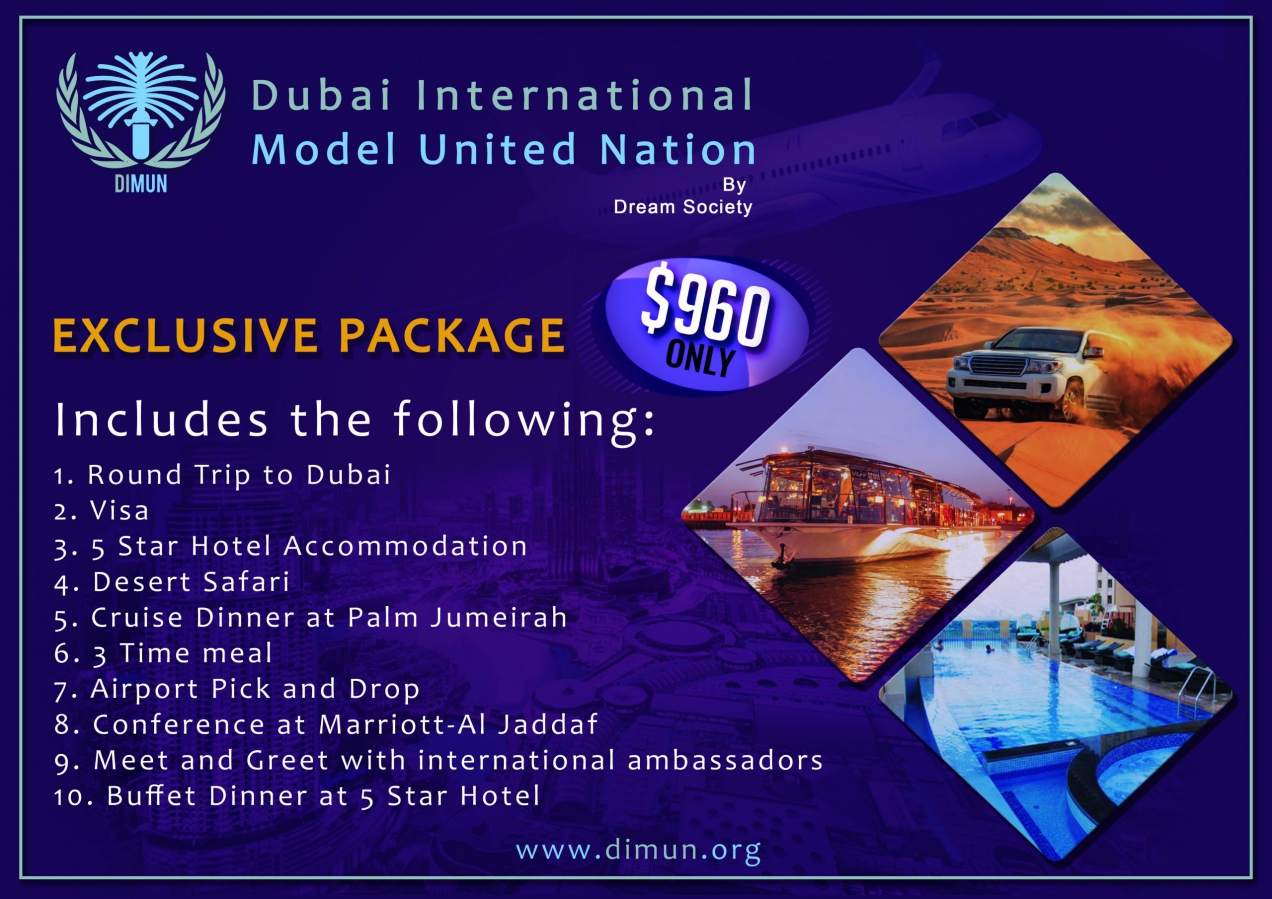 DIMUN
Dubai International
Model United Nation
By
Dream Society
$960
ONLY
EXCLUSIVE PACKAGE
Includes the following:
1. Round Trip to Dubai
2. Visa
3. 5 Star Hotel Accommodation
4. Desert Safari
5. Cruise Dinner at Palm Jumeirah
6. 3 Time meal
7. Airport Pick and Drop
8. Conference at Marriott-Al Jaddaf
9. Meet and Greet with international ambassadors
10. Buffet Dinner at 5 Star Hotel
www.dimun.org